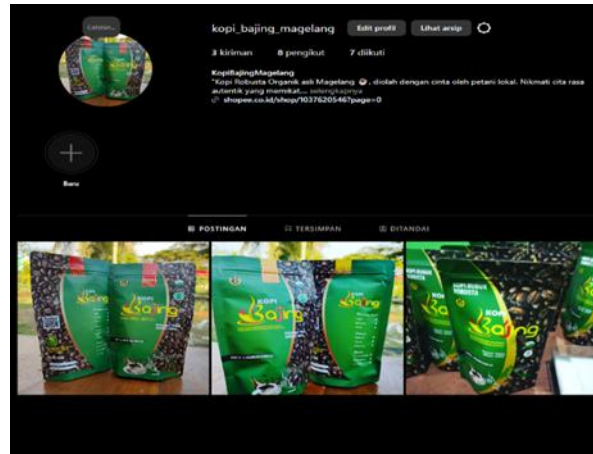 Catatan...
kopi_bajing_magelang Edit profil Lihat arsip
3 kiriman 8 pengikut 7 diikuti
KopiBajingMagelang
"Kopi Robusta Organik asli Magelang ☕, diolah dengan cinta oleh petani lokal. Nikmati cita rasa
autentik yang memikat... selengkapnya
shopee.co.id/shop/1037620546?page=0
Baru
POSTINGAN TERSIMPAN DITANDAI
KOPI
Bajing
KOPI
Bajing
KOPI
Bajing
KOPI BUBUK
ROBUSTA
KOPI
Bajing